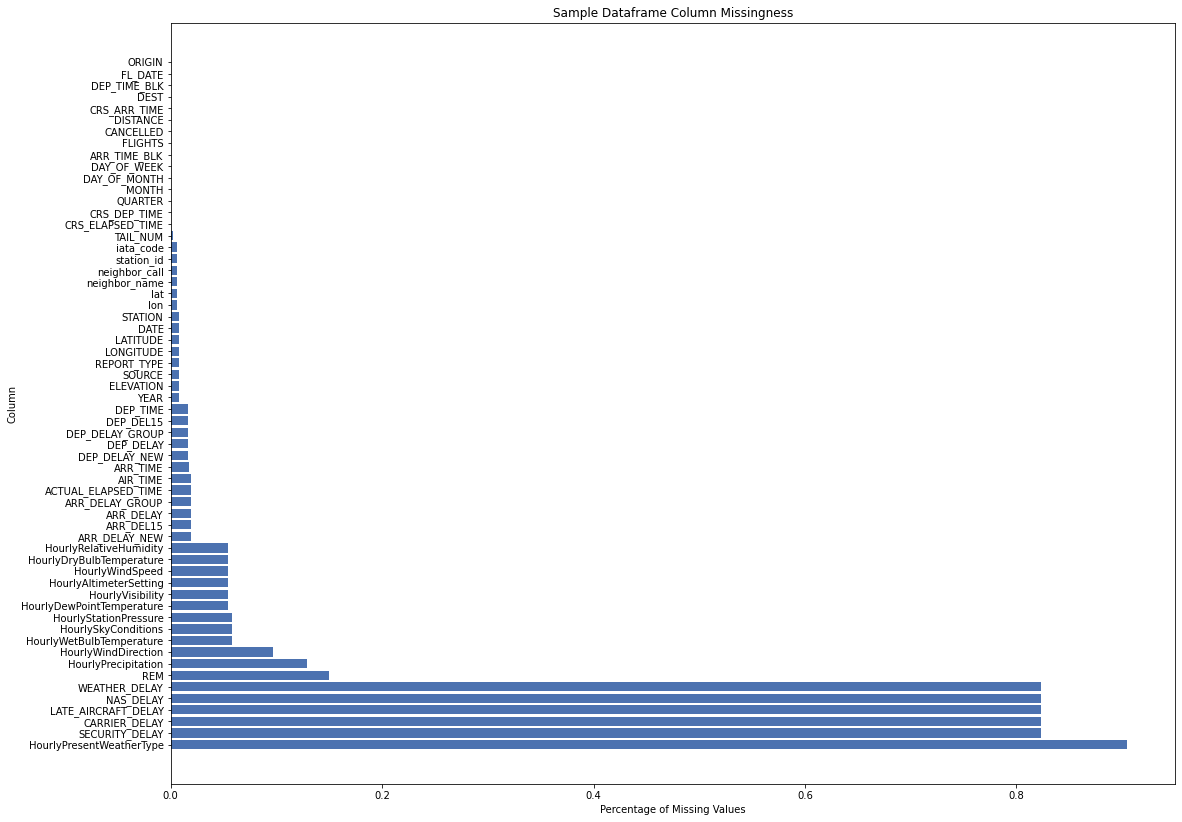 Sample Dataframe Column Missingness
Column
ORIGIN
FL_DATE
DEP_TIME_BLK
DEST
CRS_ARR_TIME
DISTANCE
CANCELLED
FLIGHTS
ARR_TIME_BLK
DAY_OF_WEEK
DAY_OF_MONTH
MONTH
QUARTER
CRS_DEP_TIME
CRS_ELAPSED_TIME
TAIL_NUM
iata_code
station_id
neighbor_call
neighbor_name
lat
lon
STATION
DATE
LATITUDE
LONGITUDE
REPORT_TYPE
SOURCE
ELEVATION
YEAR
DEP_TIME
DEP_DEL15
DEP_DELAY_GROUP
DEP_DELAY
DEP_DELAY_NEW
ARR_TIME
AIR_TIME
ACTUAL_ELAPSED_TIME
ARR_DELAY_GROUP
ARR_DELAY
ARR_DEL15
ARR_DELAY_NEW
HourlyRelativeHumidity
HourlyDryBulbTemperature
HourlyWindSpeed
HourlyAltimeterSetting
HourlyVisibility
HourlyDewPointTemperature
HourlyStationPressure
HourlySkyConditions
HourlyWetBulbTemperature
HourlyWindDirection
HourlyPrecipitation
REM
WEATHER_DELAY
NAS_DELAY
LATE_AIRCRAFT_DELAY
CARRIER_DELAY
SECURITY_DELAY
HourlyPresentWeatherType
0.0 0.2 0.4 0.6 0.8
Percentage of Missing Values